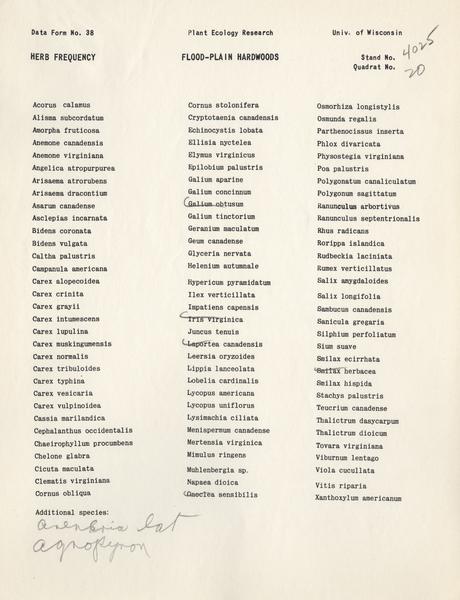 Data Form No. 38 Plant Ecology Research Univ. of Wisconsin
HERB FREQUENCY FLOOD-PLAIN HARDWOODS Stand No. 4025
Quadrat No. 20
Acorus calamus
Alisma subcordatum
Amorpha fruticosa
Anemone canadensis
Anemone virginiana
Angelica atropurpurea
Arisaema atrorubens
Arisaema dracontium
Asarum canadense
Asclepias incarnata
Bidens coronata
Bidens vulgata
Caltha palustris
Campanula americana
Carex alopecoidea
Carex crinita
Carex grayii
Carex intumescens
Carex lupulina
Carex muskingumensis
Carex normalis
Carex tribuloides
Carex typhina
Carex vesicaria
Carex vulpinoidea
Cassia marilandica
Cephalanthus occidentalis
Chaeirophyllum procumbens
Chelone glabra
Cicuta maculata
Clematis virginiana
Cornus obliqua
Cornus stolonifera
Cryptotaenia canadensis
Echinocystis lobata
Ellisia nyctelea
Elymus virginicus
Epilobium palustris
Galium aparine
Galium concinnum
Galium obtusum
Galium tinctorium
Geranium maculatum
Geum canadense
Glyceria nervata
Helenium autumnale
Hypericum pyramidatum
Ilex verticillata
Impatiens capensis
Iris virginica
Juncus tenuis
Laportea canadensis
Leersia oryzoides
Lippia lanceolata
Lobelia cardinalis
Lycopus americana
Lycopus uniflorus
Lysimachia ciliata
Menispermum canadense
Mertensia virginica
Mimulus ringens
Muhlenbergia sp.
Napaea dioica
Onoclea sensibilis
Osmorhiza longistylis
Osmunda regalis
Parthenocissus inserta
Phlox divaricata
Physostegia virginiana
Poa palustris
Polygonatum canaliculatum
Polygonum sagittatum
Ranunculus arbortivus
Ranunculus septentrionalis
Rhus radicans
Rorippa islandica
Rudbeckia laciniata
Rumex verticillatus
Salix amygdaloides
Salix longifolia
Sambucus canadensis
Sanicula gregaria
Silphium perfoliatum
Sium suave
Smilax ecirrhata
Smilax herbacea
Smilax hispida
Stachys palustris
Teucrium canadense
Thalictrum dasycarpum
Thalictrum dioicum
Tovara virginiana
Viburnum lentago
Viola cucullata
Vitis riparia
Xanthoxylum americanum
Additional species:
arenkria lat
agropyron